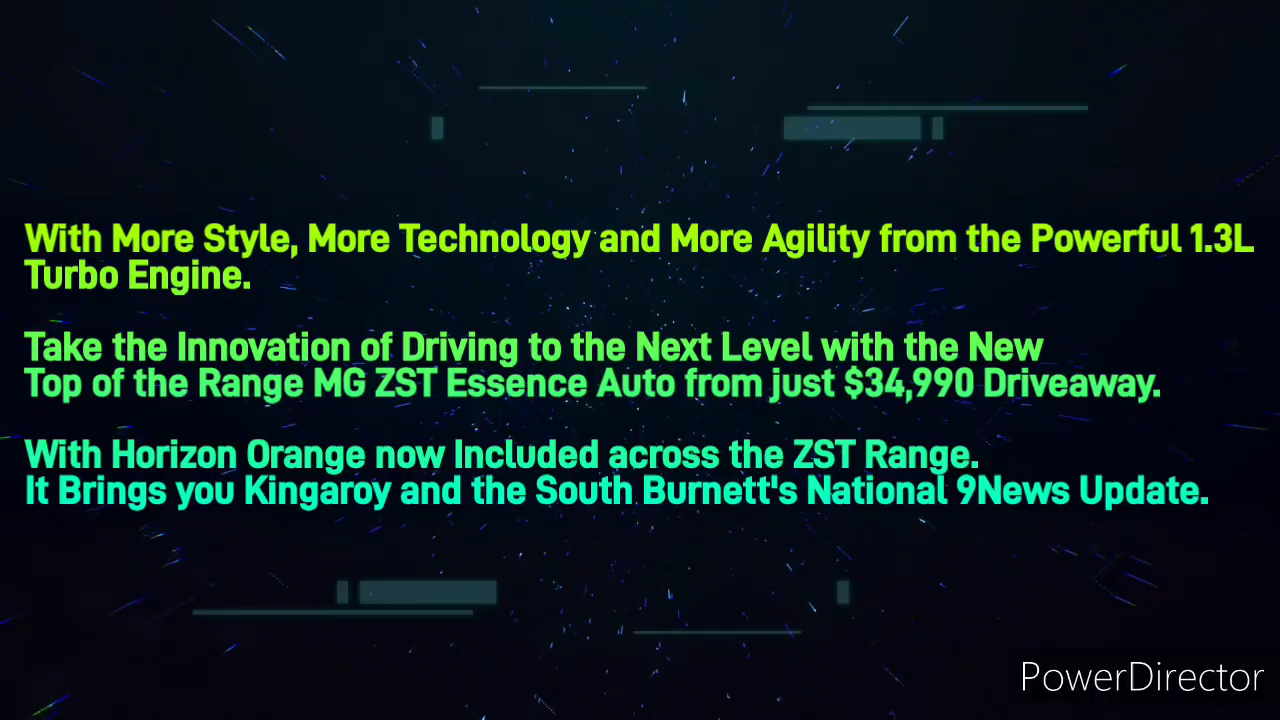 With More Style, More Technology and More Agility from the Powerful 1.3L
Turbo Engine.
Take the Innovation of Driving to the Next Level with the New
Top of the Range MG ZST Essence Auto from just $34,990 Driveaway.
With Horizon Orange now Included across the ZST Range.
It Brings you Kingaroy and the South Burnett's National 9News Update.
PowerDirector